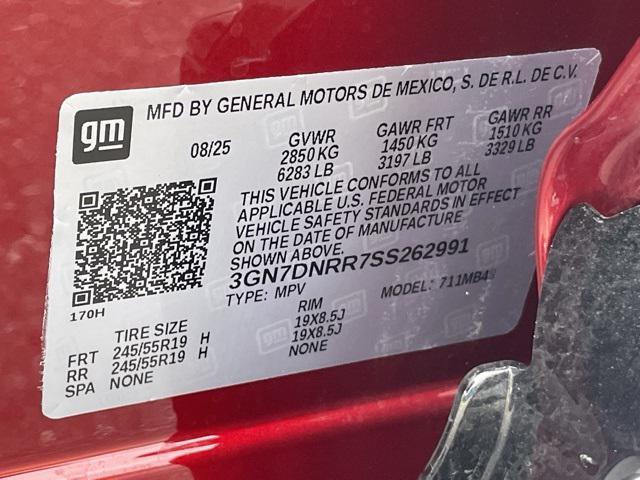 gm
MFD BY GENERAL MOTORS DE MEXICO, S. DE R.L. DE C.V.
08/25
GVWR
2850 KG
6283 LB
GAWR FRT
1450 KG
3197 LB
GAWR RR
1510 KG
3329 LB
THIS VEHICLE CONFORMS TO ALL
APPLICABLE U.S. FEDERAL MOTOR
VEHICLE SAFETY STANDARDS IN EFFECT
ON THE DATE OF MANUFACTURE
SHOWN ABOVE.
3GN7DNRR7SS262991
TYPE: MPV
MODEL: 711MB4
170H
TIRE SIZE
RIM
FRT 245/55R19 H 19X8.5J
RR 245/55R19 H 19X8.5J
SPA NONE NONE